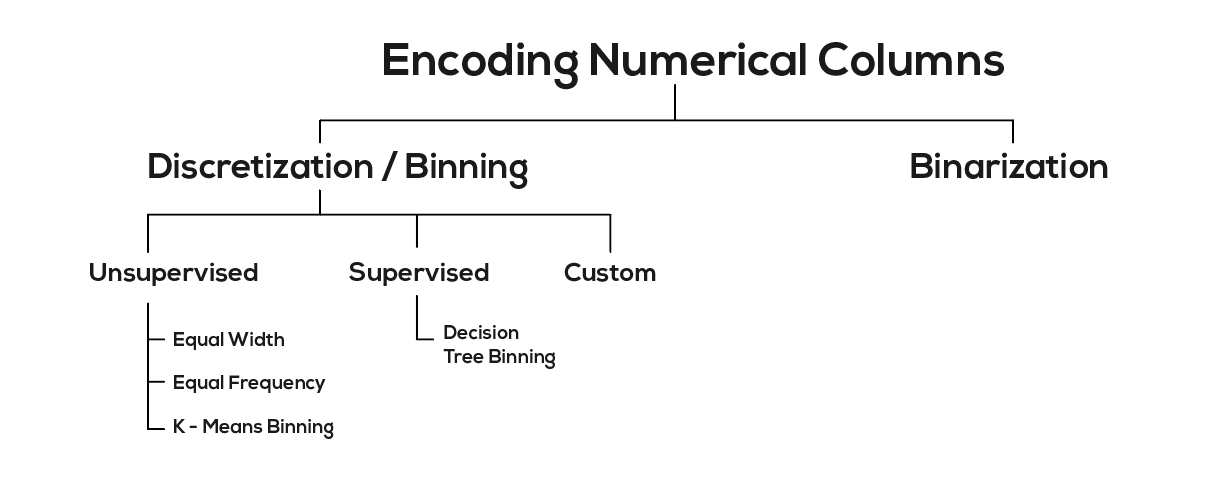 Encoding Numerical Columns
Discretization / Binning
Binarization
Unsupervised
Supervised
Custom
Equal Width
Equal Frequency
K - Means Binning
Decision
Tree Binning